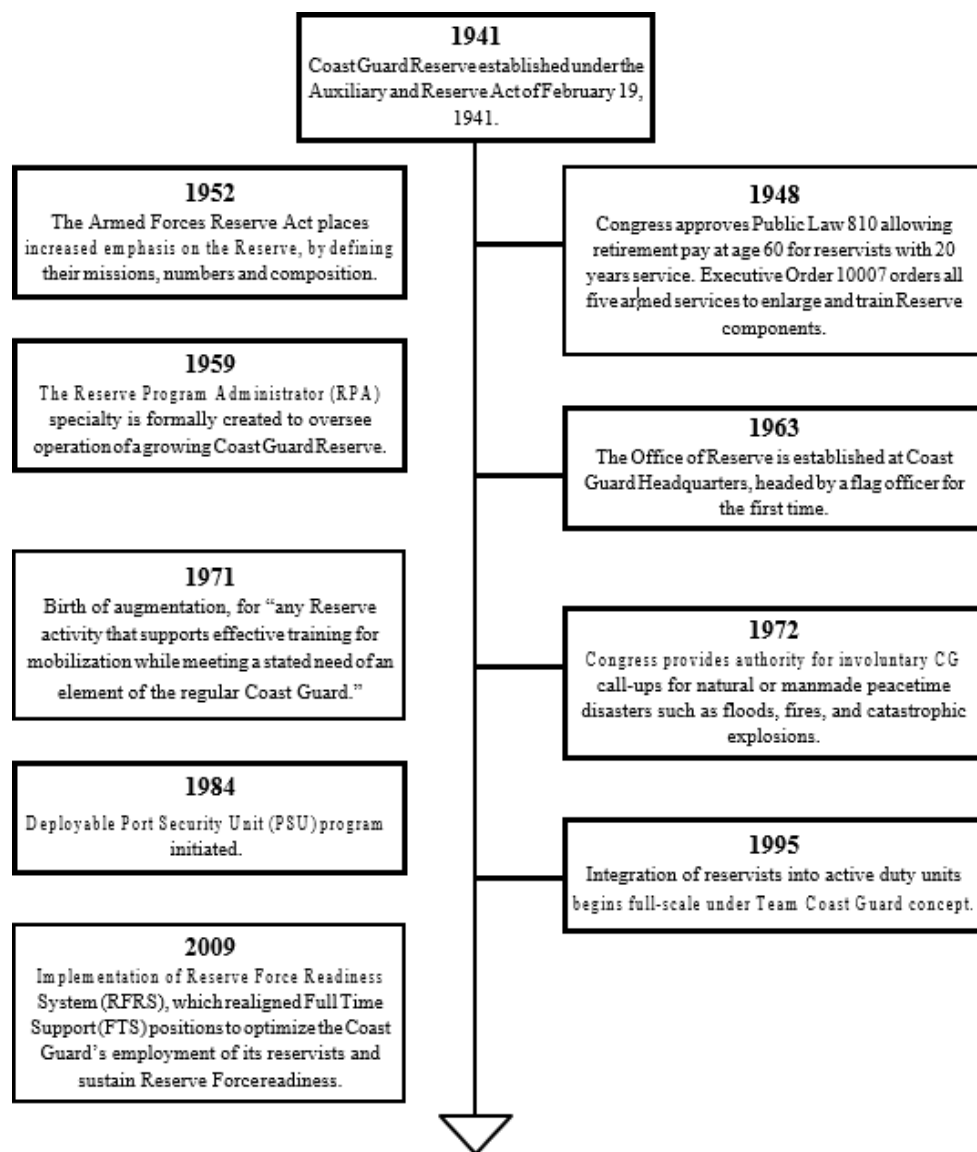 1941
Coast Guard Reserve established under the
Auxiliary and Reserve Act of February 19,
1941.
1952
The Armed Forces Reserve Act places
increased emphasis on the Reserve, by defining
their missions, numbers and composition.
1948
Congress approves Public Law 810 allowing
retirement pay at age 60 for reservists with 20
years service. Executive Order 10007 orders all
five armed services to enlarge and train Reserve
components.
1959
The Reserve Program Administrator (RPA)
specialty is formally created to oversee
operation of a growing Coast Guard Reserve.
1963
The Office of Reserve is established at Coast
Guard Headquarters, headed by a flag officer for
the first time.
1971
Birth of augmentation, for “any Reserve
activity that supports effective training for
mobilization while meeting a stated need of an
element of the regular Coast Guard.”
1972
Congress provides authority for involuntary CG
call-ups for natural or manmade peacetime
disasters such as floods, fires, and catastrophic
explosions.
1984
Deployable Port Security Unit (PSU) program
initiated.
1995
Integration of reservists into active duty units
begins full-scale under Team Coast Guard concept.
2009
Implementation of Reserve Force Readiness
System (RFRS), which realigned Full Time
Support (FTS) positions to optimize the Coast
Guard’s employment of its reservists and
sustain Reserve Forcereadiness.